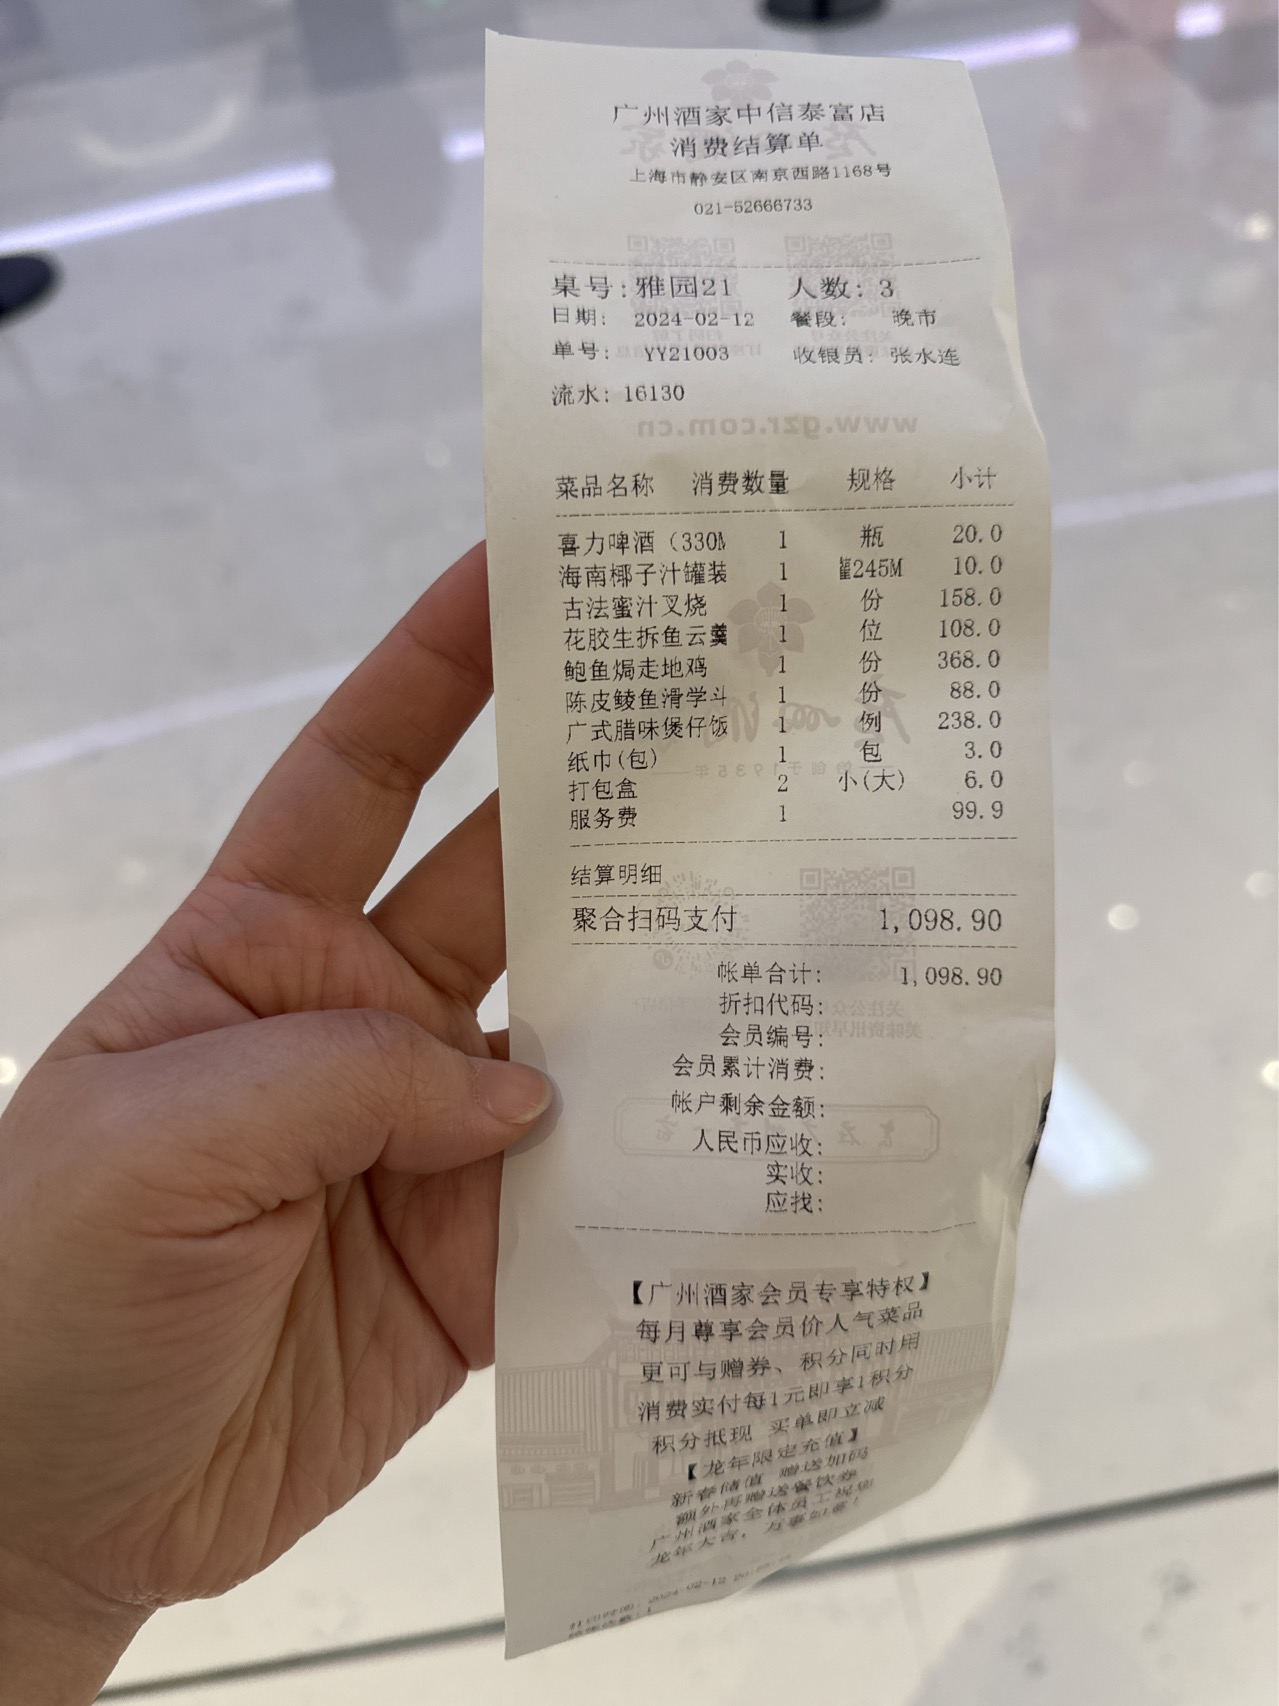 广州酒家中信泰富店
消费结算单
上海市静安区南京西路1168号
021-52666733
桌号:雅园21 人数: 3
日期: 2024-02-12 餐段: 晚市
单号: YY21003 收银员: 张水连
流水: 16130
www.gzr.com.cn
菜品名称 消费数量 规格 小计
喜力啤酒（330M 1 瓶 20.0
海南椰子汁罐装 1 罐245M 10.0
古法蜜汁叉烧 1 份 158.0
花胶生拆鱼云羹 1 位 108.0
鲍鱼焗走地鸡 1 份 368.0
陈皮鲮鱼滑学斗 1 份 88.0
广式腊味煲仔饭 1 例 238.0
纸巾(包) 1 包 3.0
打包盒 2 小(大) 6.0
服务费 1 99.9
结算明细
聚合扫码支付 1,098.90
帐单合计: 1,098.90
折扣代码:
会员编号:
会员累计消费:
帐户剩余金额:
人民币应收:
实收:
应找:
【广州酒家会员专享特权】
每月尊享会员价人气菜品
更可与赠券、积分同时用
消费实付每1元即享1积分
积分抵现 买单即立减
【龙年限定充值】
新春储值 赠送加码
额外再赠送餐饮券
广州酒家全体员工祝您
龙年大吉，万事如意！
打印时间: 2024-02-12